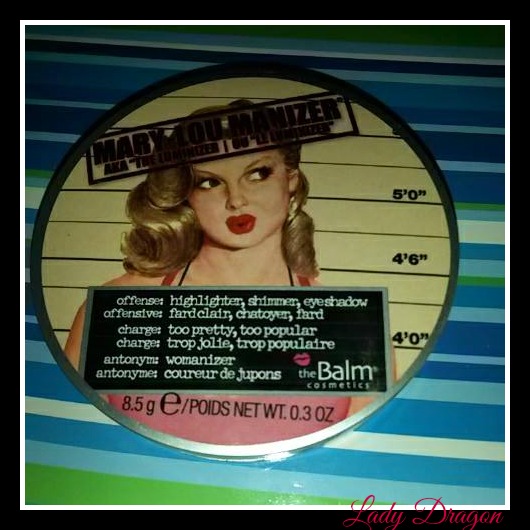 MARY-LOU MANIZER
AKA "THE LUMINIZER" | OU "LE LUMINIZER"
5'0"
4'6"
4'0"
offense: highlighter, shimmer, eyeshadow
offensive: fard clair, chatoyer, fard
charge: too pretty, too popular
charge: trop jolie, trop populaire
antonym: womanizer
antonyme: coureur de jupons
theBalm®
cosmetics
8.5 g e/POIDS NET WT. 0.3 OZ
Lady Dragon